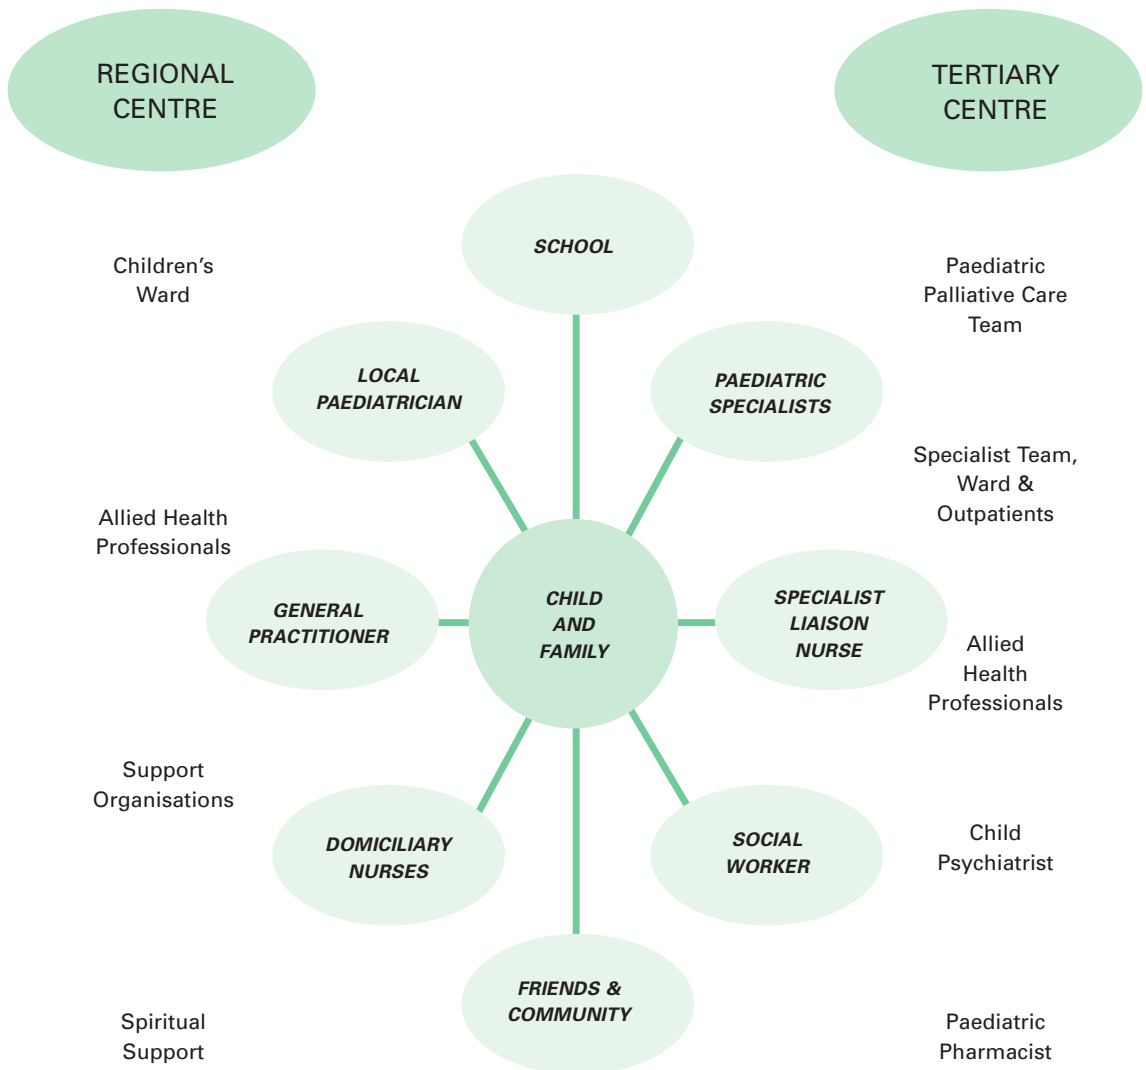 REGIONAL
CENTRE
TERTIARY
CENTRE
SCHOOL
Children’s
Ward
Paediatric
Palliative Care
Team
LOCAL
PAEDIATRICIAN
PAEDIATRIC
SPECIALISTS
Specialist Team,
Ward &
Outpatients
Allied Health
Professionals
GENERAL
PRACTITIONER
CHILD
AND
FAMILY
SPECIALIST
LIAISON
NURSE
Allied
Health
Professionals
Support
Organisations
DOMICILIARY
NURSES
SOCIAL
WORKER
Child
Psychiatrist
FRIENDS &
COMMUNITY
Spiritual
Support
Paediatric
Pharmacist